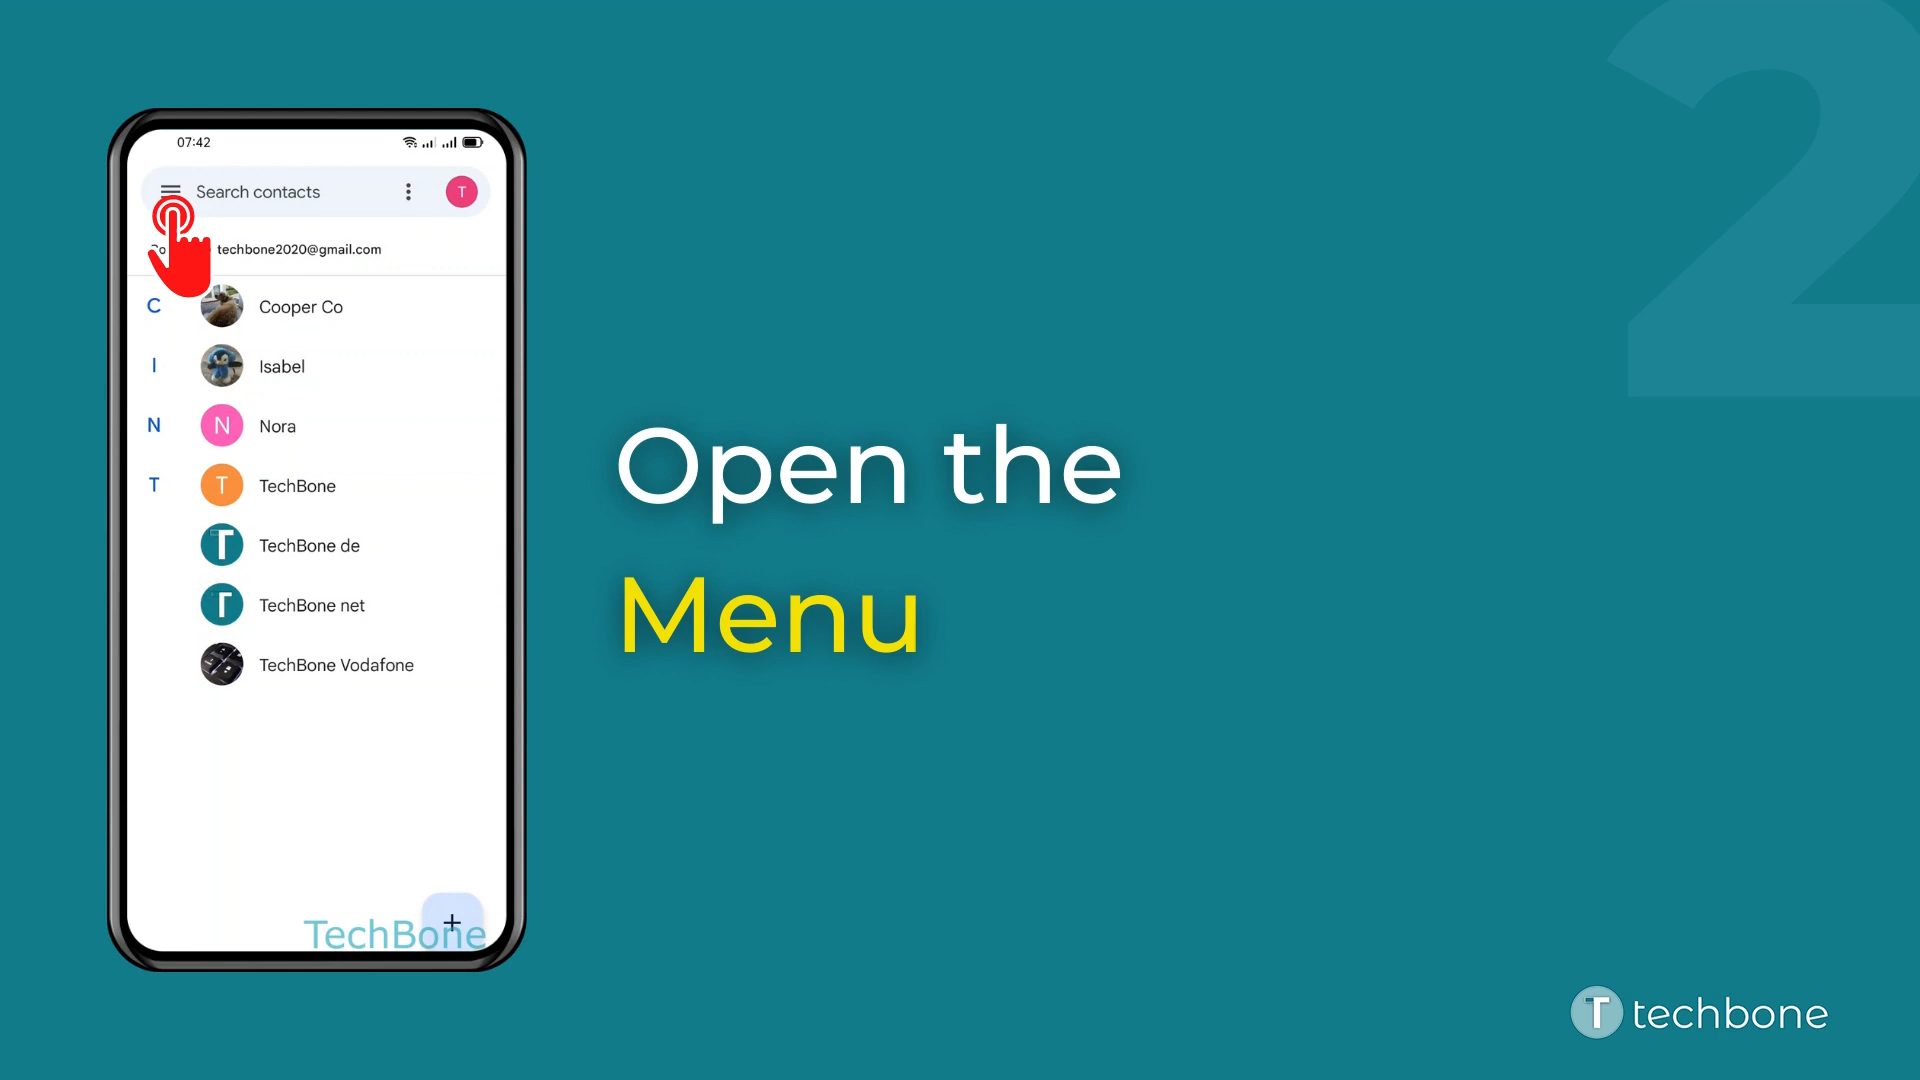 2
07:42
Search contacts
T
techbone2020@gmail.com
C
Cooper Co
I
Isabel
N
N
Nora
T
T
TechBone
T
TechBone de
T
TechBone net
TechBone Vodafone
+
TechBone
Open the
Menu
T techbone